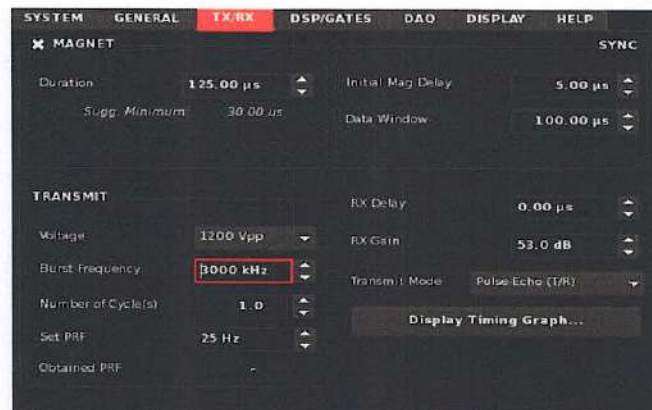 SYSTEM GENERAL TX/RX DSP/GATES DAQ DISPLAY HELP
✖ MAGNET SYNC
Duration 125.00 µs
Sugg. Minimum 30.00 us
Initial Mag Delay 5.00 µs
Data Window 100.00 µs
TRANSMIT
Voltage 1200 Vpp
Burst Frequency 3000 kHz
Number of Cycle(s) 1.0
Set PRF 25 Hz
Obtained PRF -
RX Delay 0.00 µs
RX Gain 53.0 dB
Transmit Mode Pulse Echo (T/R)
Display Timing Graph...